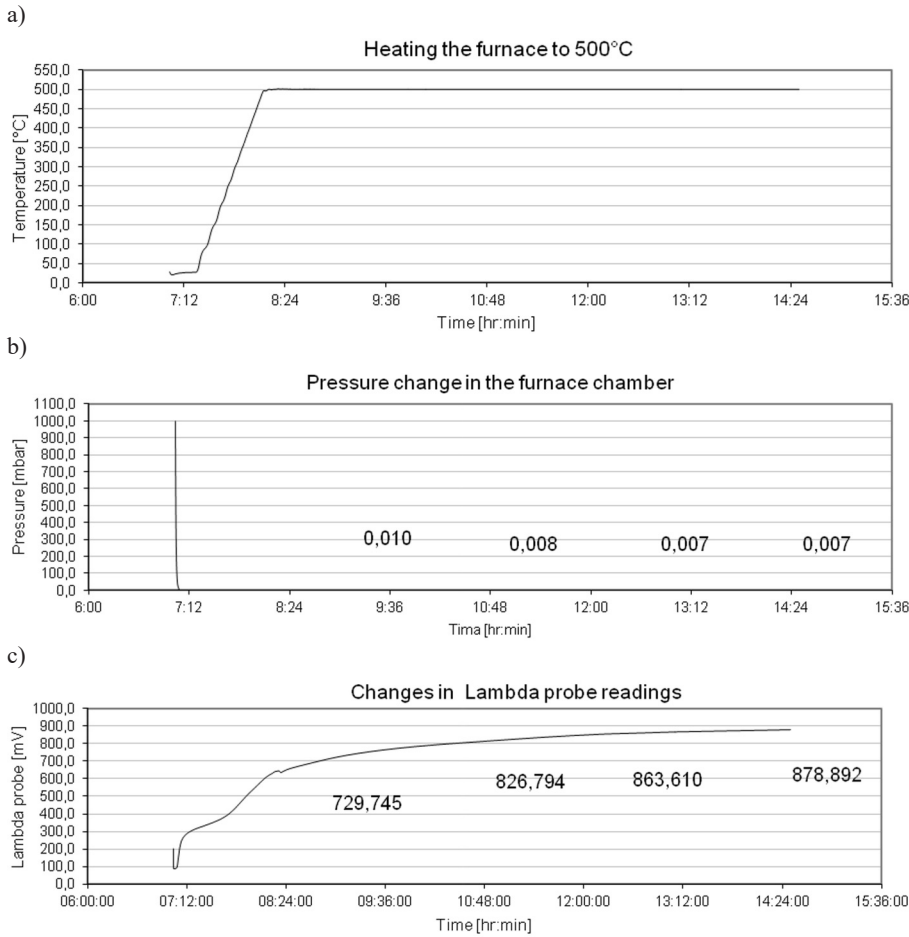 a)
Heating the furnace to 500°C
Temperature [°C]
550,0
500,0
450,0
400,0
350,0
300,0
250,0
200,0
150,0
100,0
50,0
0,0
6:00 7:12 8:24 9:36 10:48 12:00 13:12 14:24 15:36
Time [hr:min]
b)
Pressure change in the furnace chamber
Pressure [mbar]
1100,0
1000,0
900,0
800,0
700,0
600,0
500,0
400,0
300,0
200,0
100,0
0,0
0,010 0,008 0,007 0,007
6:00 7:12 8:24 9:36 10:48 12:00 13:12 14:24 15:36
Tima [hr:min]
c)
Changes in Lambda probe readings
Lambda probe [mV]
1000,0
900,0
800,0
700,0
600,0
500,0
400,0
300,0
200,0
100,0
0,0
729,745 826,794 863,610 878,892
06:00:00 07:12:00 08:24:00 09:36:00 10:48:00 12:00:00 13:12:00 14:24:00 15:36:00
Time [hr:min]